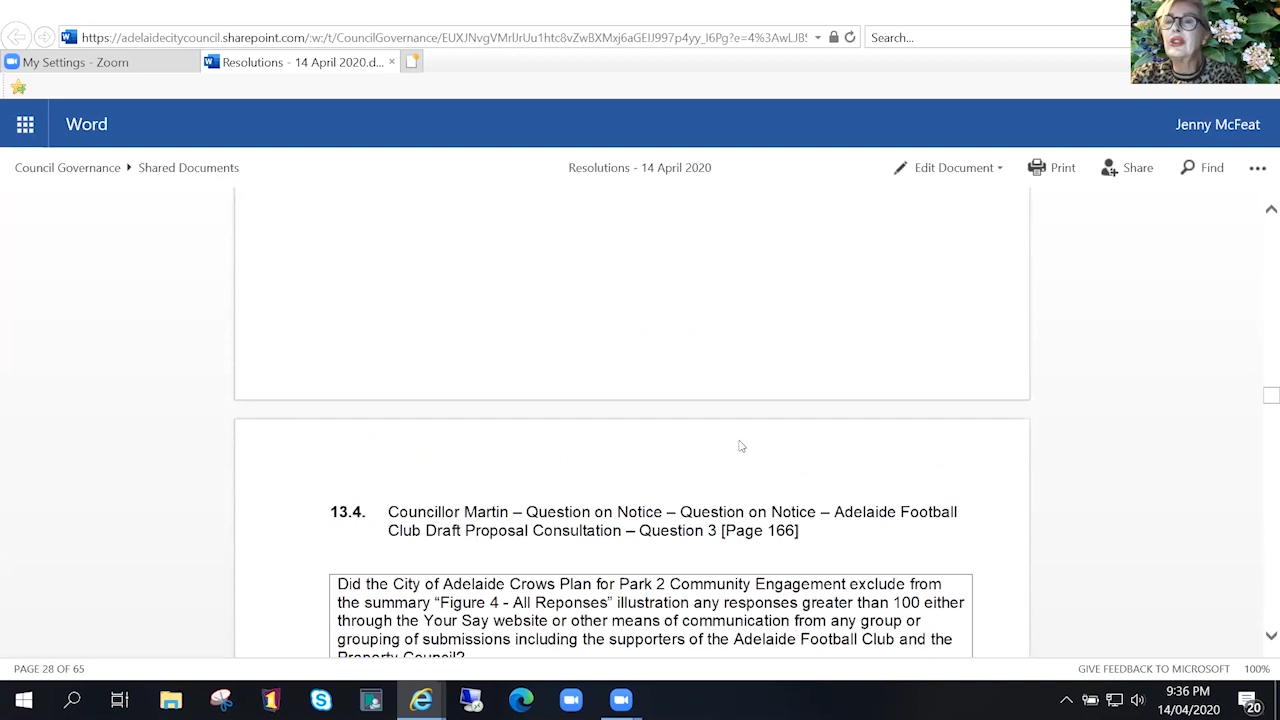 https://adelaidecitycouncil.sharepoint.com/:w:/t/CouncilGovernance/
Search...
My Settings - Zoom
Resolutions - 14 April 2020.d...
Word
Jenny McFeat
Council Governance
Shared Documents
Resolutions - 14 April 2020
Edit Document
Print
Share
Find
13.4. Councillor Martin – Question on Notice – Question on Notice – Adelaide Football
Club Draft Proposal Consultation – Question 3 [Page 166]
Did the City of Adelaide Crows Plan for Park 2 Community Engagement exclude from
the summary “Figure 4 - All Reponses” illustration any responses greater than 100 either
through the Your Say website or other means of communication from any group or
grouping of submissions including the supporters of the Adelaide Football Club and the
Property Council?
PAGE 28 OF 65
GIVE FEEDBACK TO MICROSOFT 100%
9:36 PM
14/04/2020
20